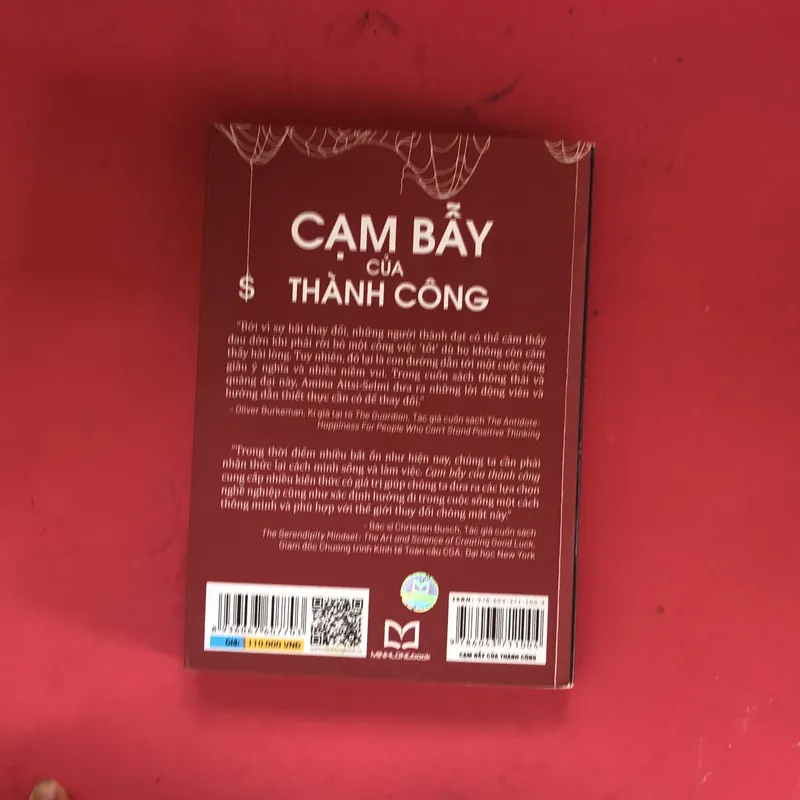 CẠM BẪY
CỦA
$ THÀNH CÔNG
"Bởi vì sợ hãi thay đổi, những người thành đạt có thể cảm thấy
đau đớn khi phải rời bỏ một công việc 'tốt' dù họ không còn cảm
thấy hài lòng. Tuy nhiên, đó lại là con đường dẫn tới một cuộc sống
giàu ý nghĩa và nhiều niềm vui. Trong cuốn sách thông thái và
quảng đại này, Amina Aitsi-Selmi đưa ra những lời động viên và
hướng dẫn thiết thực cần có để thay đổi."
- Oliver Burkeman, Kí giả tại tờ The Guardian, Tác giả cuốn sách The Antidote:
Happiness For People Who Can't Stand Positive Thinking
"Trong thời điểm nhiều bất ổn như hiện nay, chúng ta cần phải
nhận thức lại cách mình sống và làm việc. Cạm bẫy của thành công
cung cấp nhiều kiến thức có giá trị giúp chúng ta đưa ra các lựa chọn
nghề nghiệp cũng như xác định hướng đi trong cuộc sống một cách
thông minh và phù hợp với thế giới thay đổi chóng mặt này."
- Bác sĩ Christian Busch, Tác giả cuốn sách
The Serendipity Mindset: The Art and Science of Creating Good Luck,
Giám đốc Chương trình Kinh tế Toàn cầu CGA, Đại học New York
8 936067 607703
GIÁ: 110.000 VNĐ
MINHLONGbook
9 786043 711004
CẠM BẪY CỦA THÀNH CÔNG